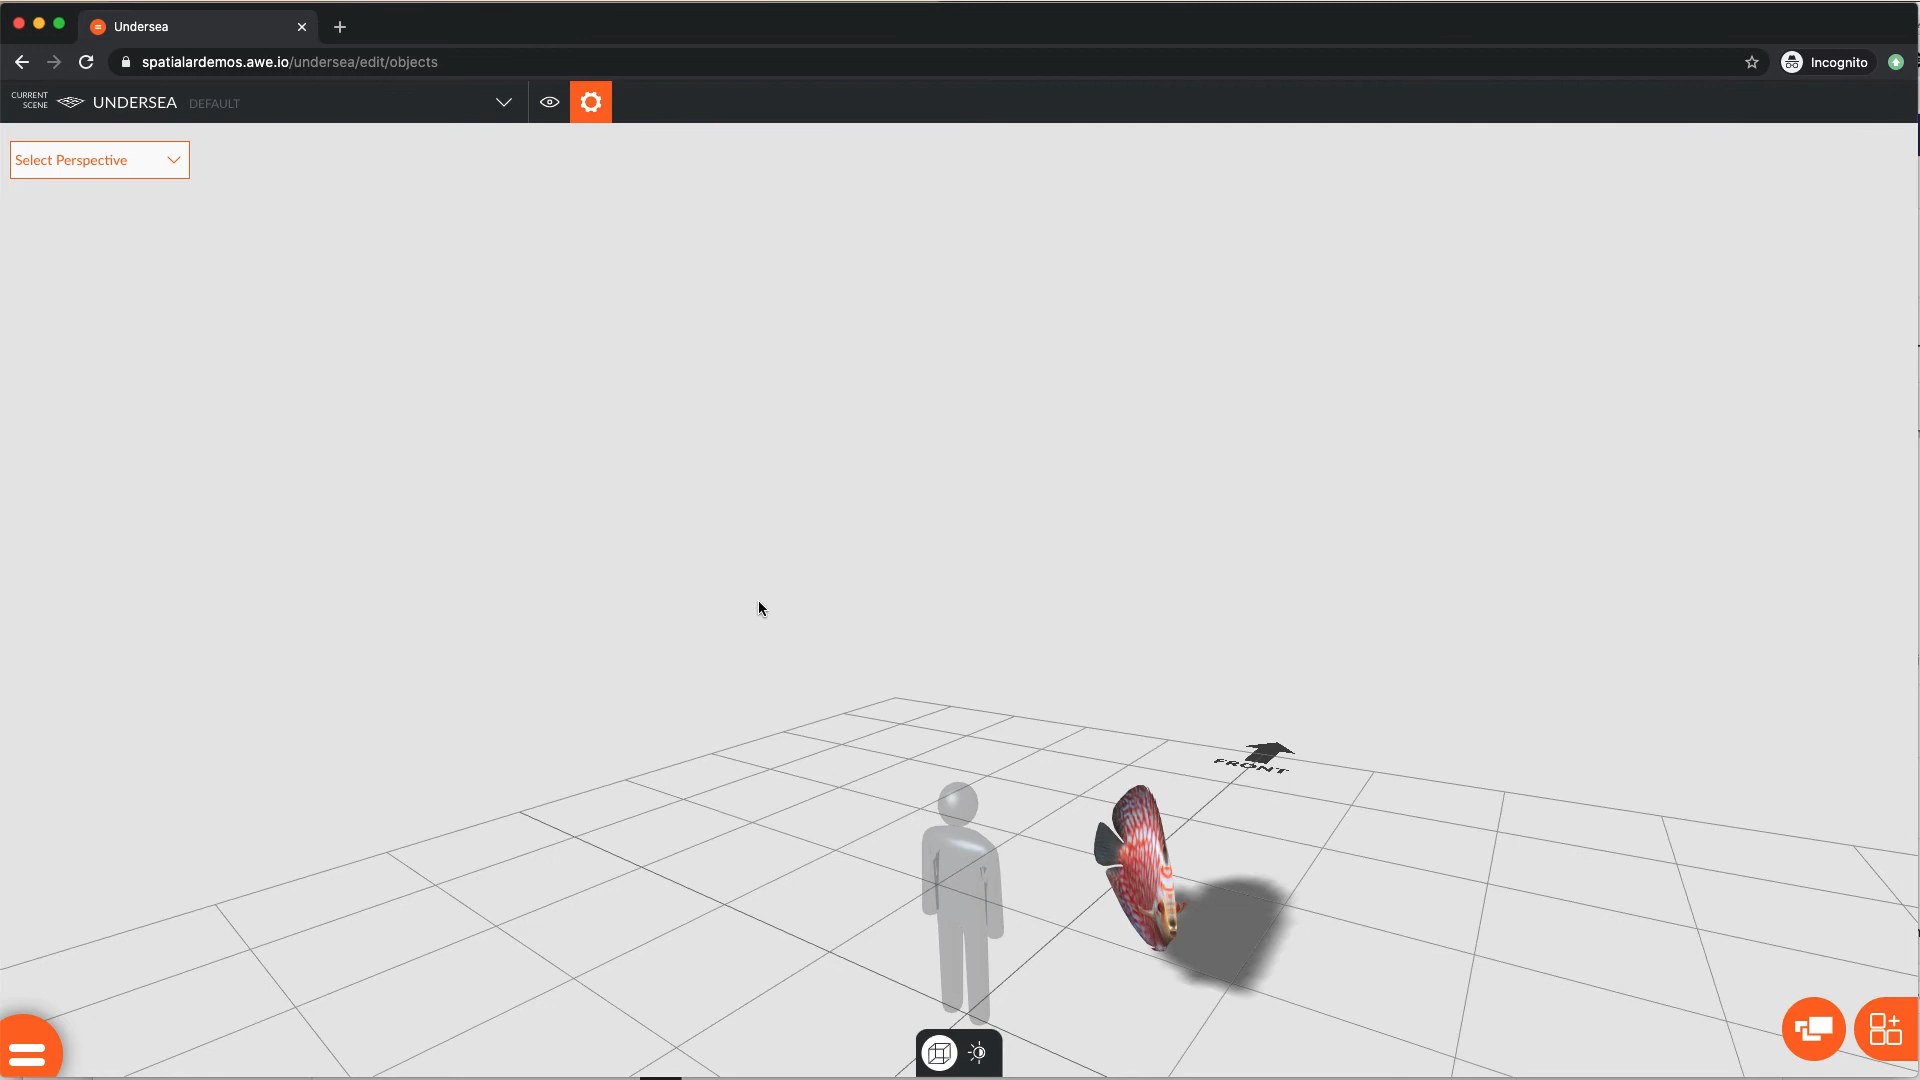 Undersea
spatialardemos.awe.io/undersea/edit/objects
Incognito
CURRENT
SCENE
UNDERSEA DEFAULT
Select Perspective
FRONT